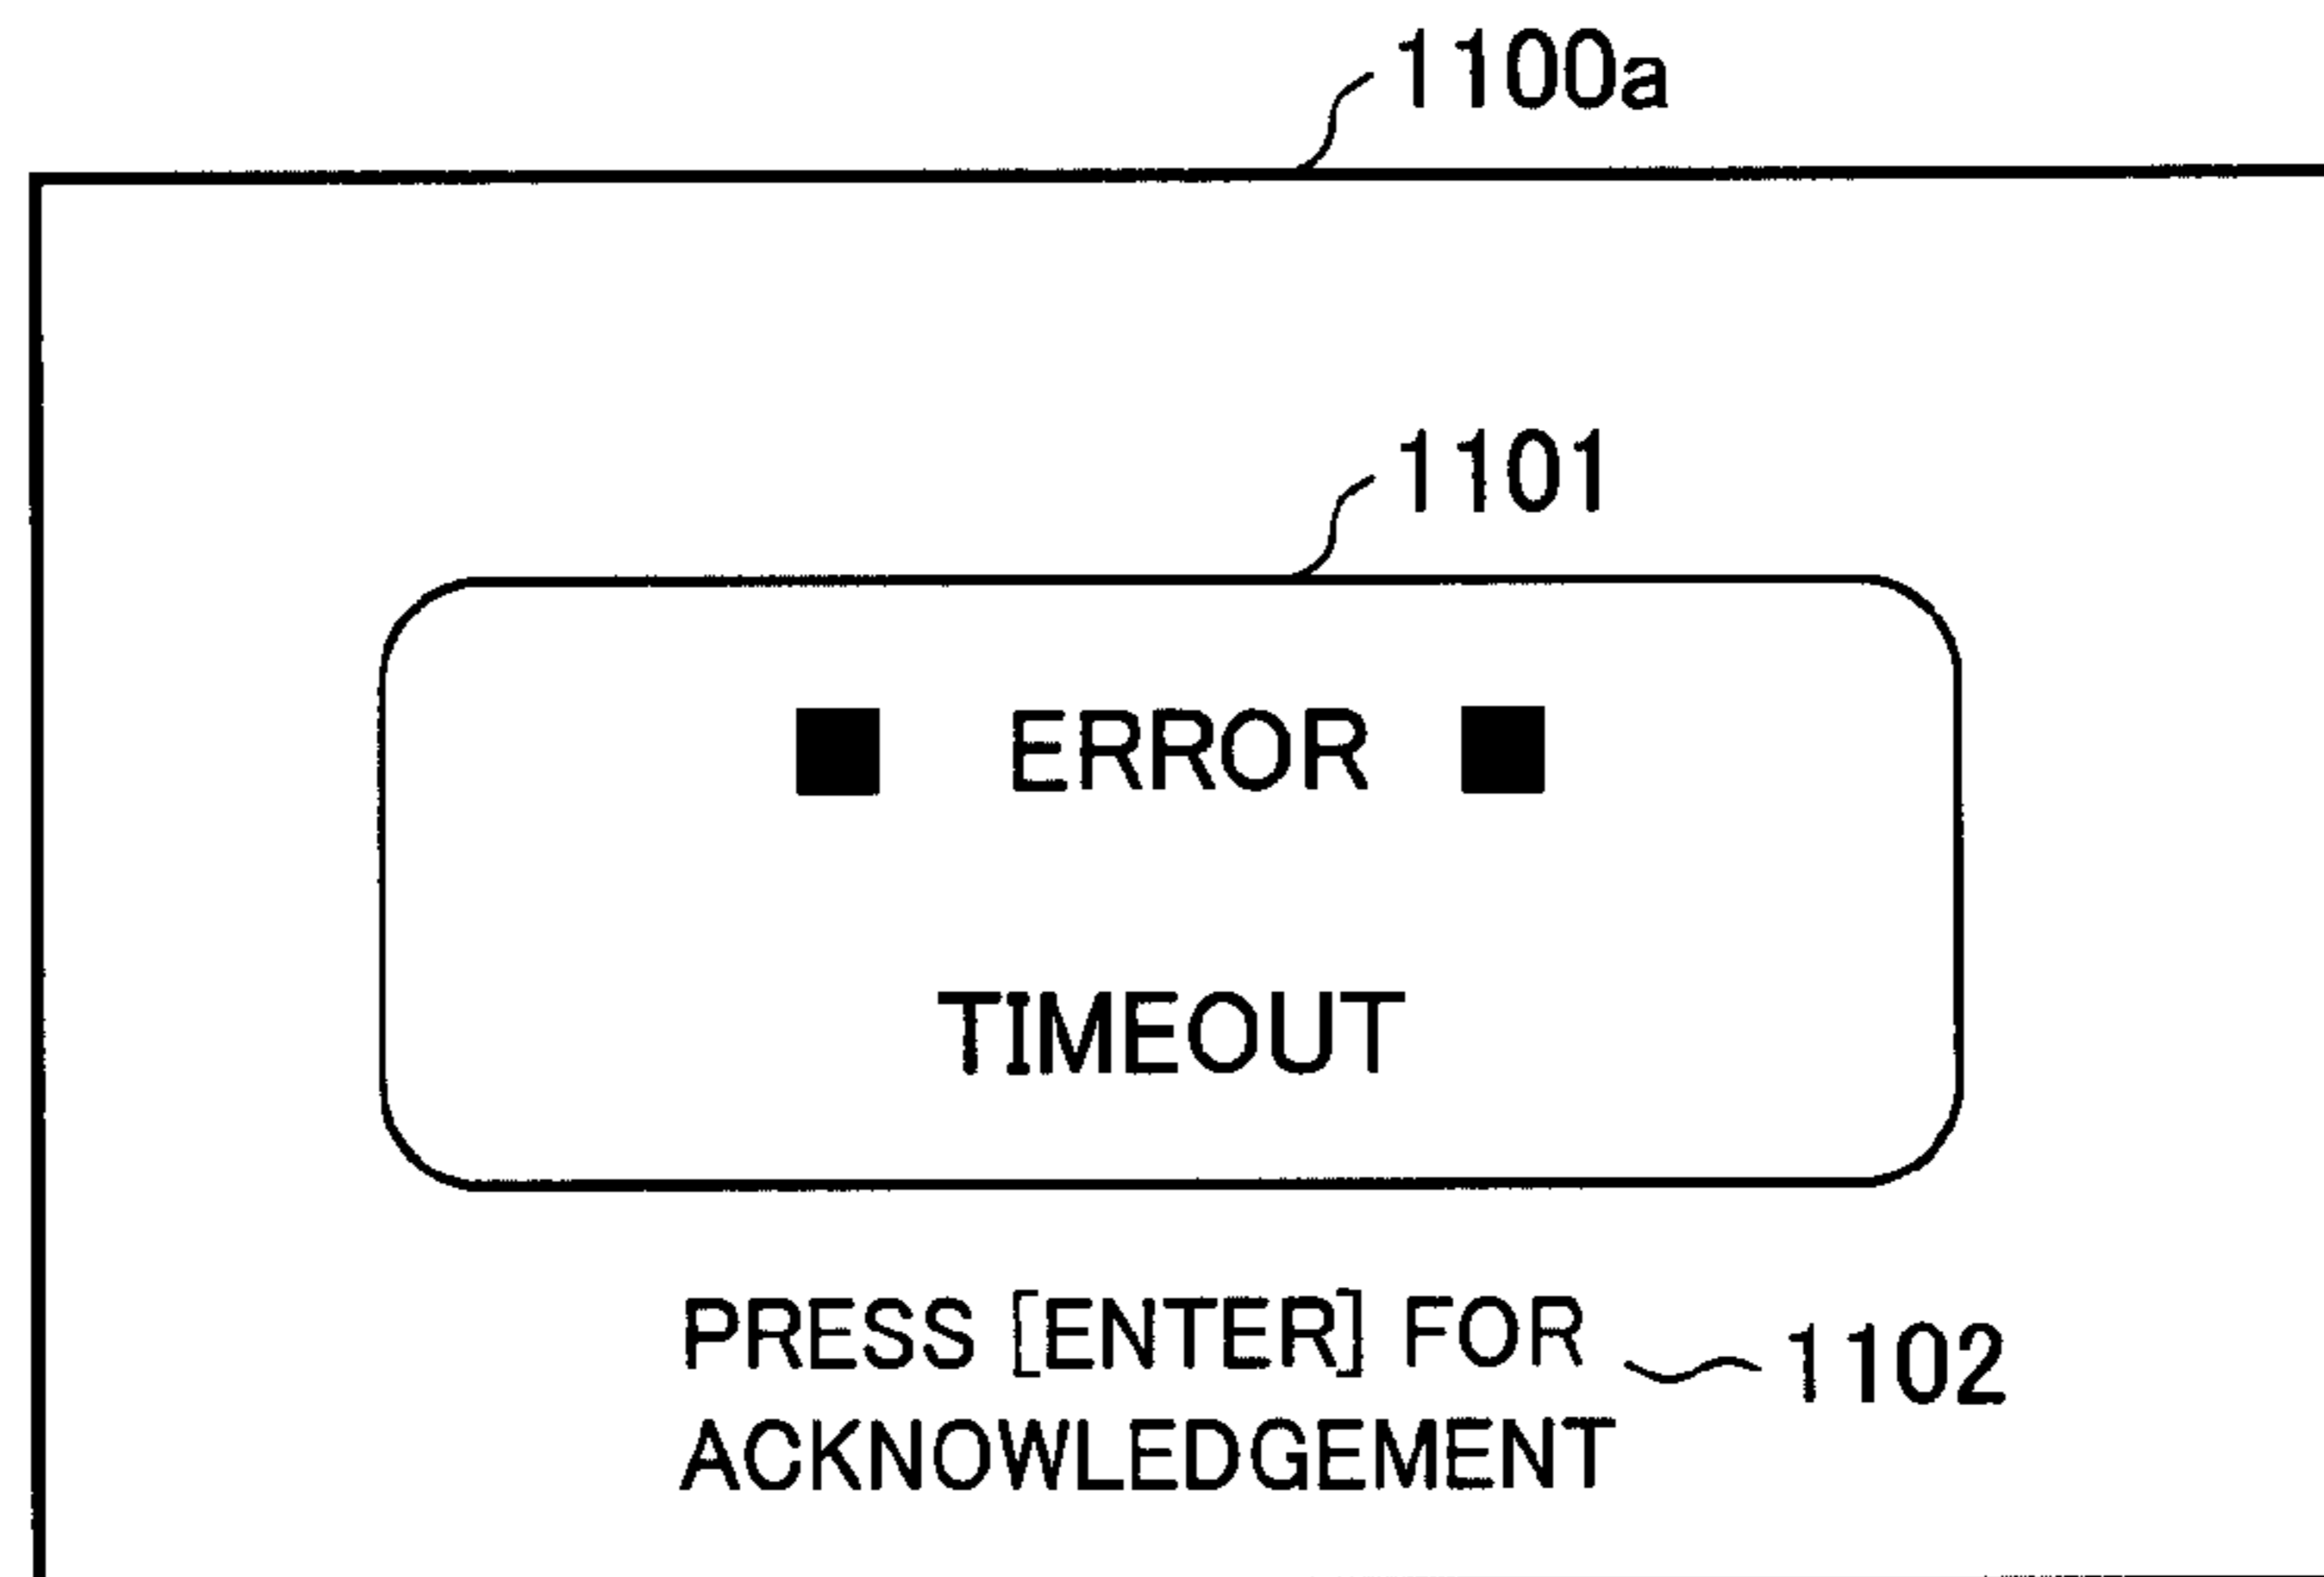 1100a
1101
■ ERROR ■
TIMEOUT
PRESS [ENTER] FOR
1102
ACKNOWLEDGEMENT